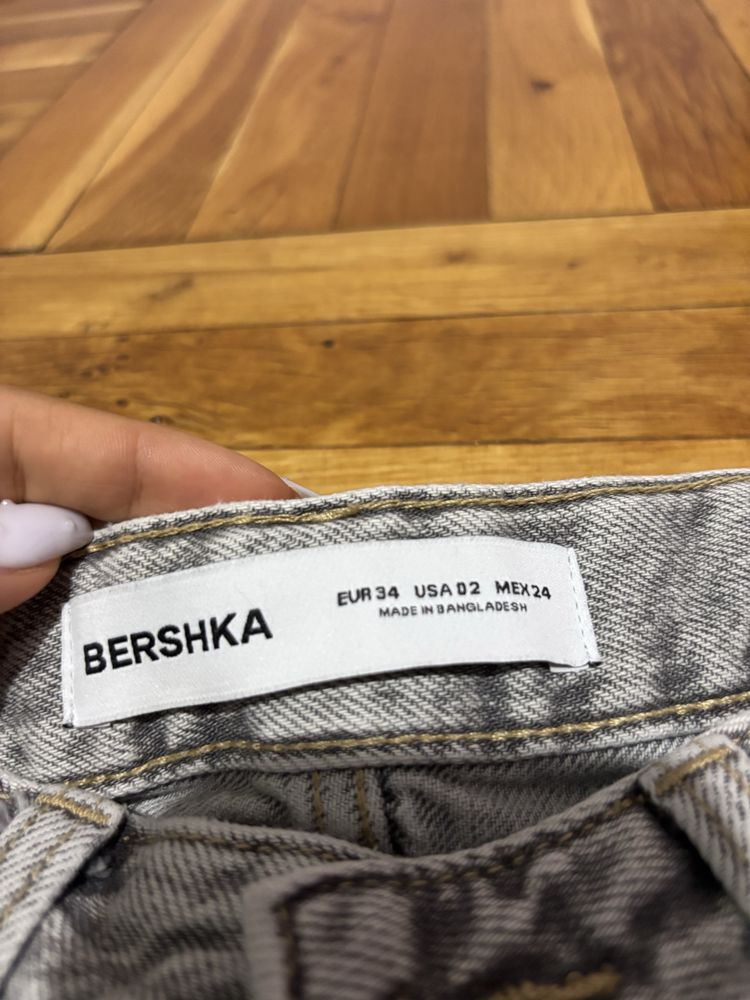 BERSHKA
EUR 34 USA 02 MEX 24
MADE IN BANGLADESH